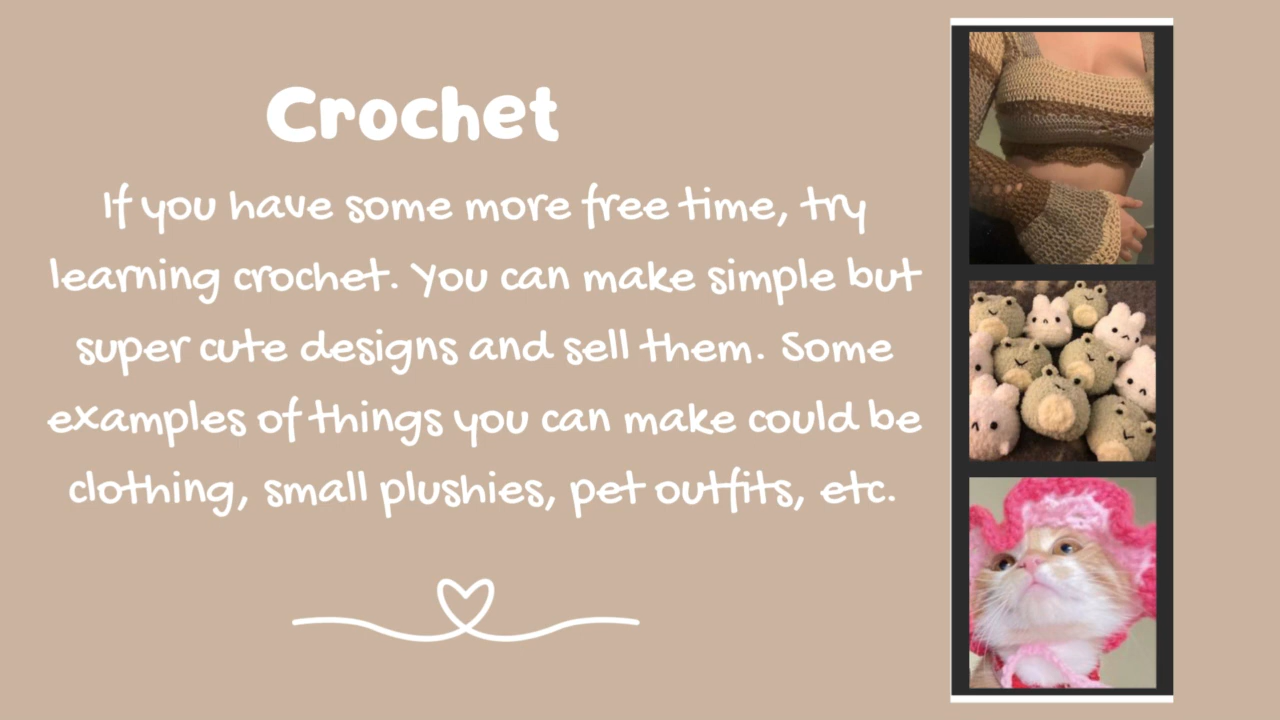 Crochet
If you have some more free time, try
learning crochet. You can make simple but
super cute designs and sell them. Some
examples of things you can make could be
clothing, small plushies, pet outfits, etc.